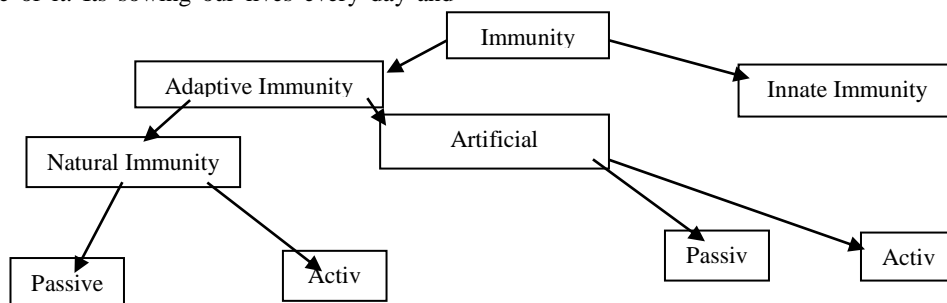 e of it. Its sowing our lives every day and
Immunity
Adaptive Immunity
Innate Immunity
Artificial
Natural Immunity
Passiv
Activ
Passive
Activ